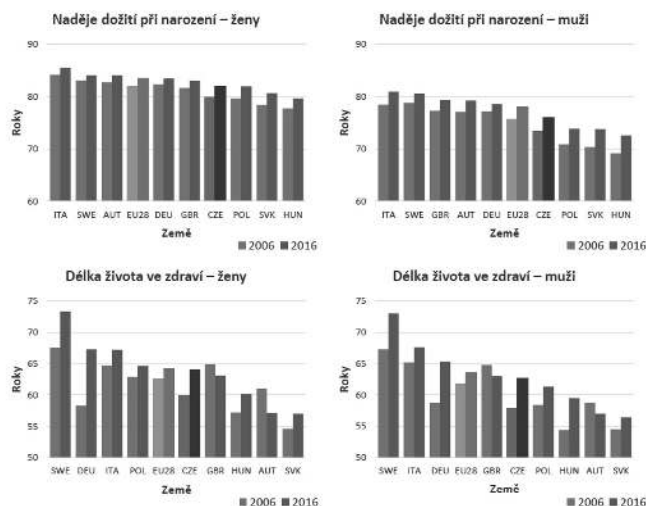 Naděje dožití při narození – ženy
90
80
70
60
Roky
ITA SWE AUT EU28 DEU GBR CZE POL SVK HUN
Země
2006 2016
Naděje dožití při narození – muži
90
80
70
60
Roky
ITA SWE GBR AUT DEU EU28 CZE POL SVK HUN
Země
2006 2016
Délka života ve zdraví – ženy
75
70
65
60
55
50
Roky
SWE DEU ITA POL EU28 CZE GBR HUN AUT SVK
Země
2006 2016
Délka života ve zdraví – muži
75
70
65
60
55
50
Roky
SWE ITA DEU EU28 GBR CZE POL HUN AUT SVK
Země
2006 2016